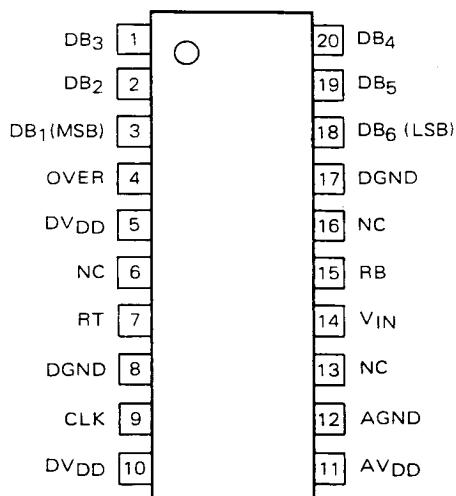 DB3 1 20 DB4
DB2 2 19 DB5
DB1(MSB) 3 18 DB6 (LSB)
OVER 4 17 DGND
DVDD 5 16 NC
NC 6 15 RB
RT 7 14 VIN
DGND 8 13 NC
CLK 9 12 AGND
DVDD 10 11 AVDD